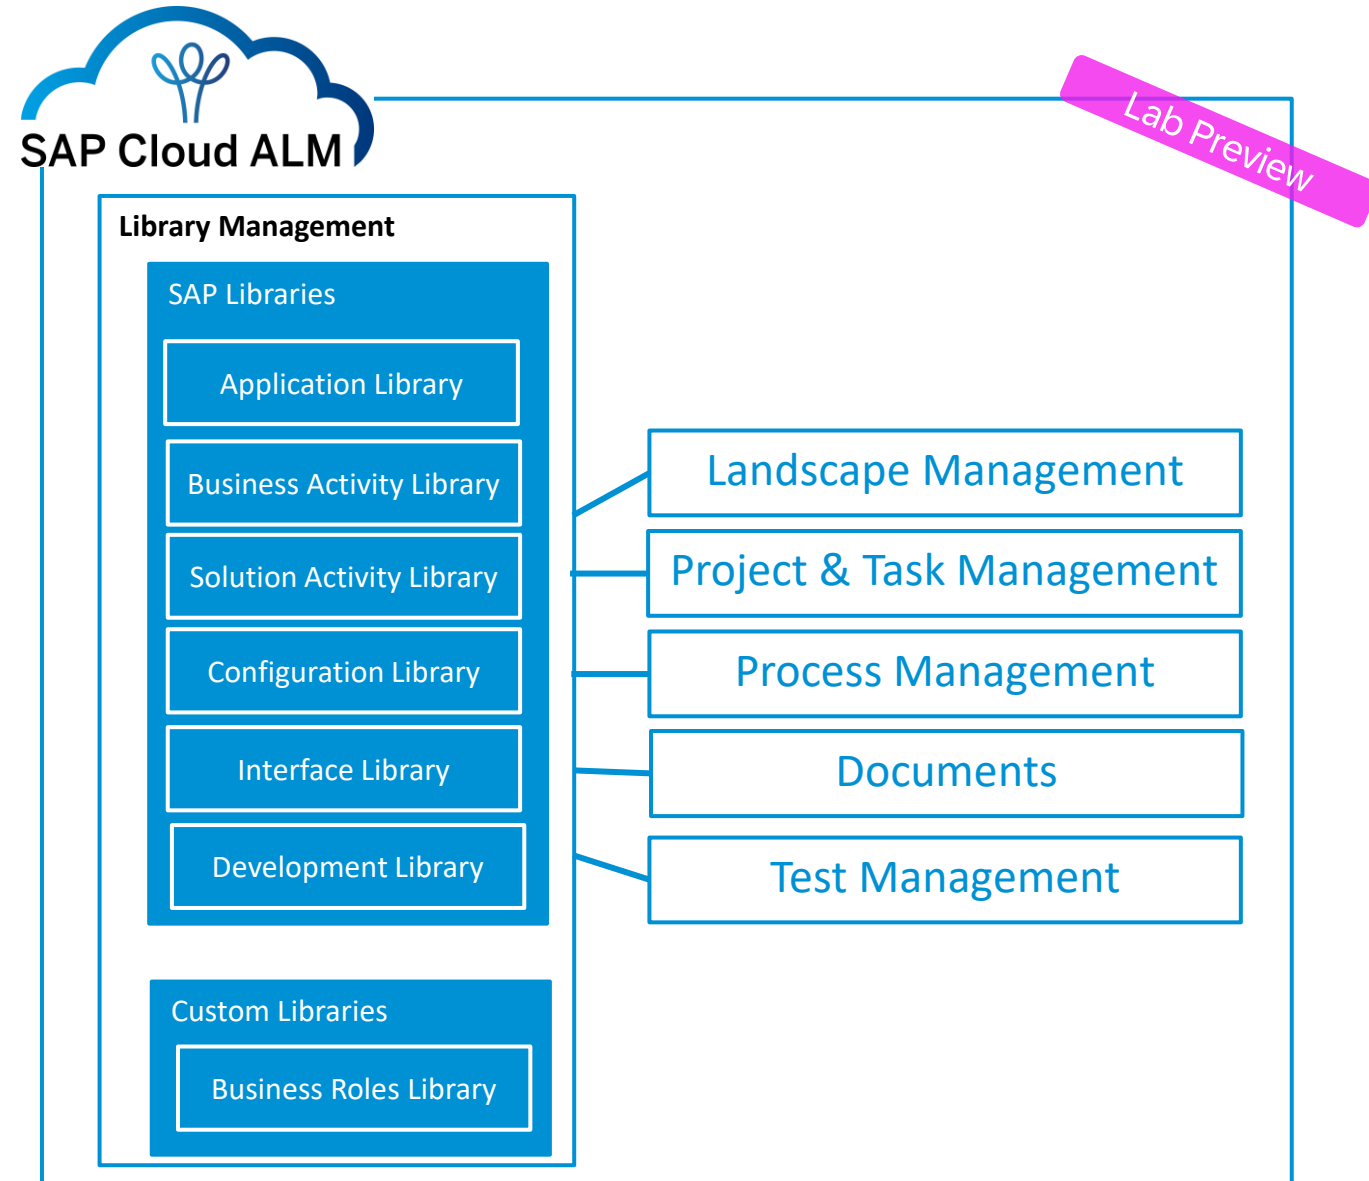 SAP Cloud ALM
Lab Preview
Library Management
SAP Libraries
Application Library
Business Activity Library
Solution Activity Library
Configuration Library
Interface Library
Development Library
Landscape Management
Project & Task Management
Process Management
Documents
Test Management
Custom Libraries
Business Roles Library